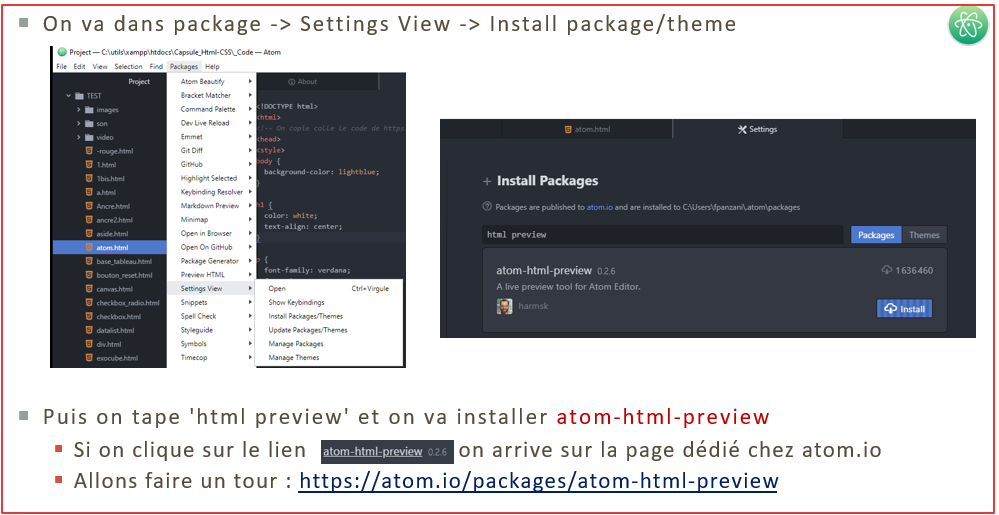 On va dans package -> Settings View -> Install package/theme
Project — C:\utils\xampp\htdocs\Capsule_Html-CSS\_Code — Atom
File Edit View Selection Find Packages Help
Project
TEST
images
son
video
-rouge.html
1.html
1bis.html
a.html
Ancre.html
ancre2.html
aside.html
atom.html
base_tableau.html
bouton_reset.html
canvas.html
checkbox_radio.html
checkbox.html
datalist.html
div.html
exocube.html
Atom Beautify
Bracket Matcher
Command Palette
Dev Live Reload
Emmet
Git Diff
GitHub
Highlight Selected
Keybinding Resolver
Markdown Preview
Minimap
Open in Browser
Open On GitHub
Package Generator
Preview HTML
Settings View
Snippets
Spell Check
Styleguide
Symbols
Timecop
About
<!DOCTYPE html>
<html>
<!-- On copie colle le code de https
<head>
<style>
body {
background-color: lightblue;
}
h1 {
color: white;
text-align: center;
}
p {
font-family: verdana;
Open Ctrl+Virgule
Show Keybindings
Install Packages/Themes
Update Packages/Themes
Manage Packages
Manage Themes
atom.html
Settings
+ Install Packages
Packages are published to atom.io and are installed to C:\Users\fpanzani\.atom\packages
html preview
Packages Themes
atom-html-preview 0.2.6 1 636 460
A live preview tool for Atom Editor.
harmsk
Install
Puis on tape 'html preview' et on va installer atom-html-preview
Si on clique sur le lien atom-html-preview 0.2.6 on arrive sur la page dédié chez atom.io
Allons faire un tour : https://atom.io/packages/atom-html-preview